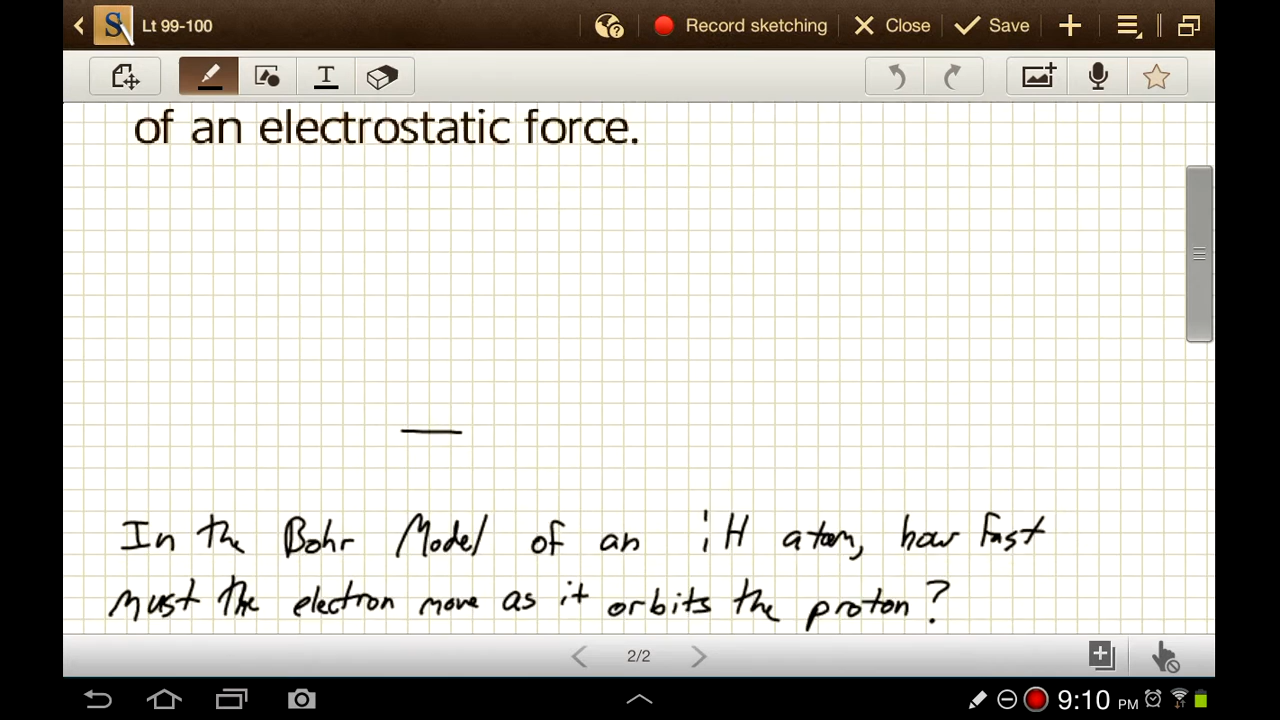 Lt 99-100
Record sketching
Close
Save
of an electrostatic force.
In the Bohr Model of an ¹₁H atom, how fast
must the electron move as it orbits the proton?
2/2
9:10 PM